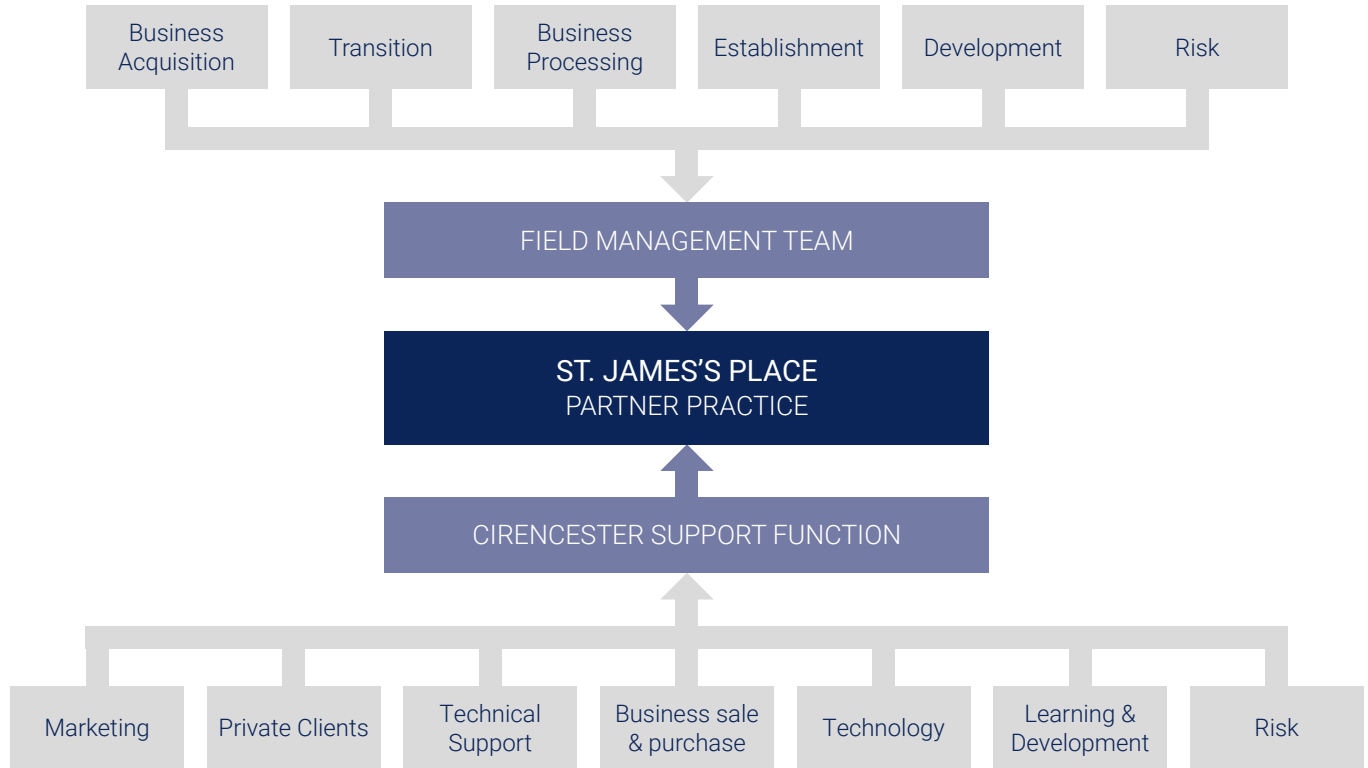 Business
Acquisition
Transition
Business
Processing
Establishment
Development
Risk
FIELD MANAGEMENT TEAM
ST. JAMES’S PLACE
PARTNER PRACTICE
CIRENCESTER SUPPORT FUNCTION
Marketing
Private Clients
Technical
Support
Business sale
& purchase
Technology
Learning &
Development
Risk